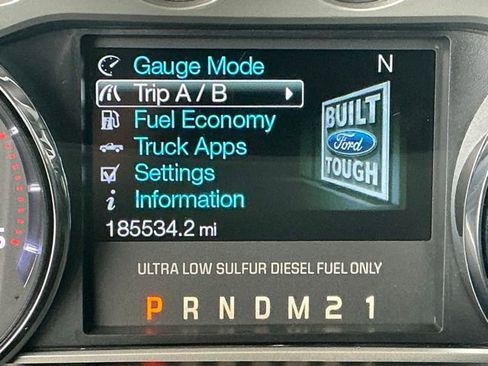 Gauge Mode
N
Trip A / B
Fuel Economy
Truck Apps
Settings
Information
185534.2 mi
BUILT
Ford
TOUGH
ULTRA LOW SULFUR DIESEL FUEL ONLY
P R N D M 2 1
5